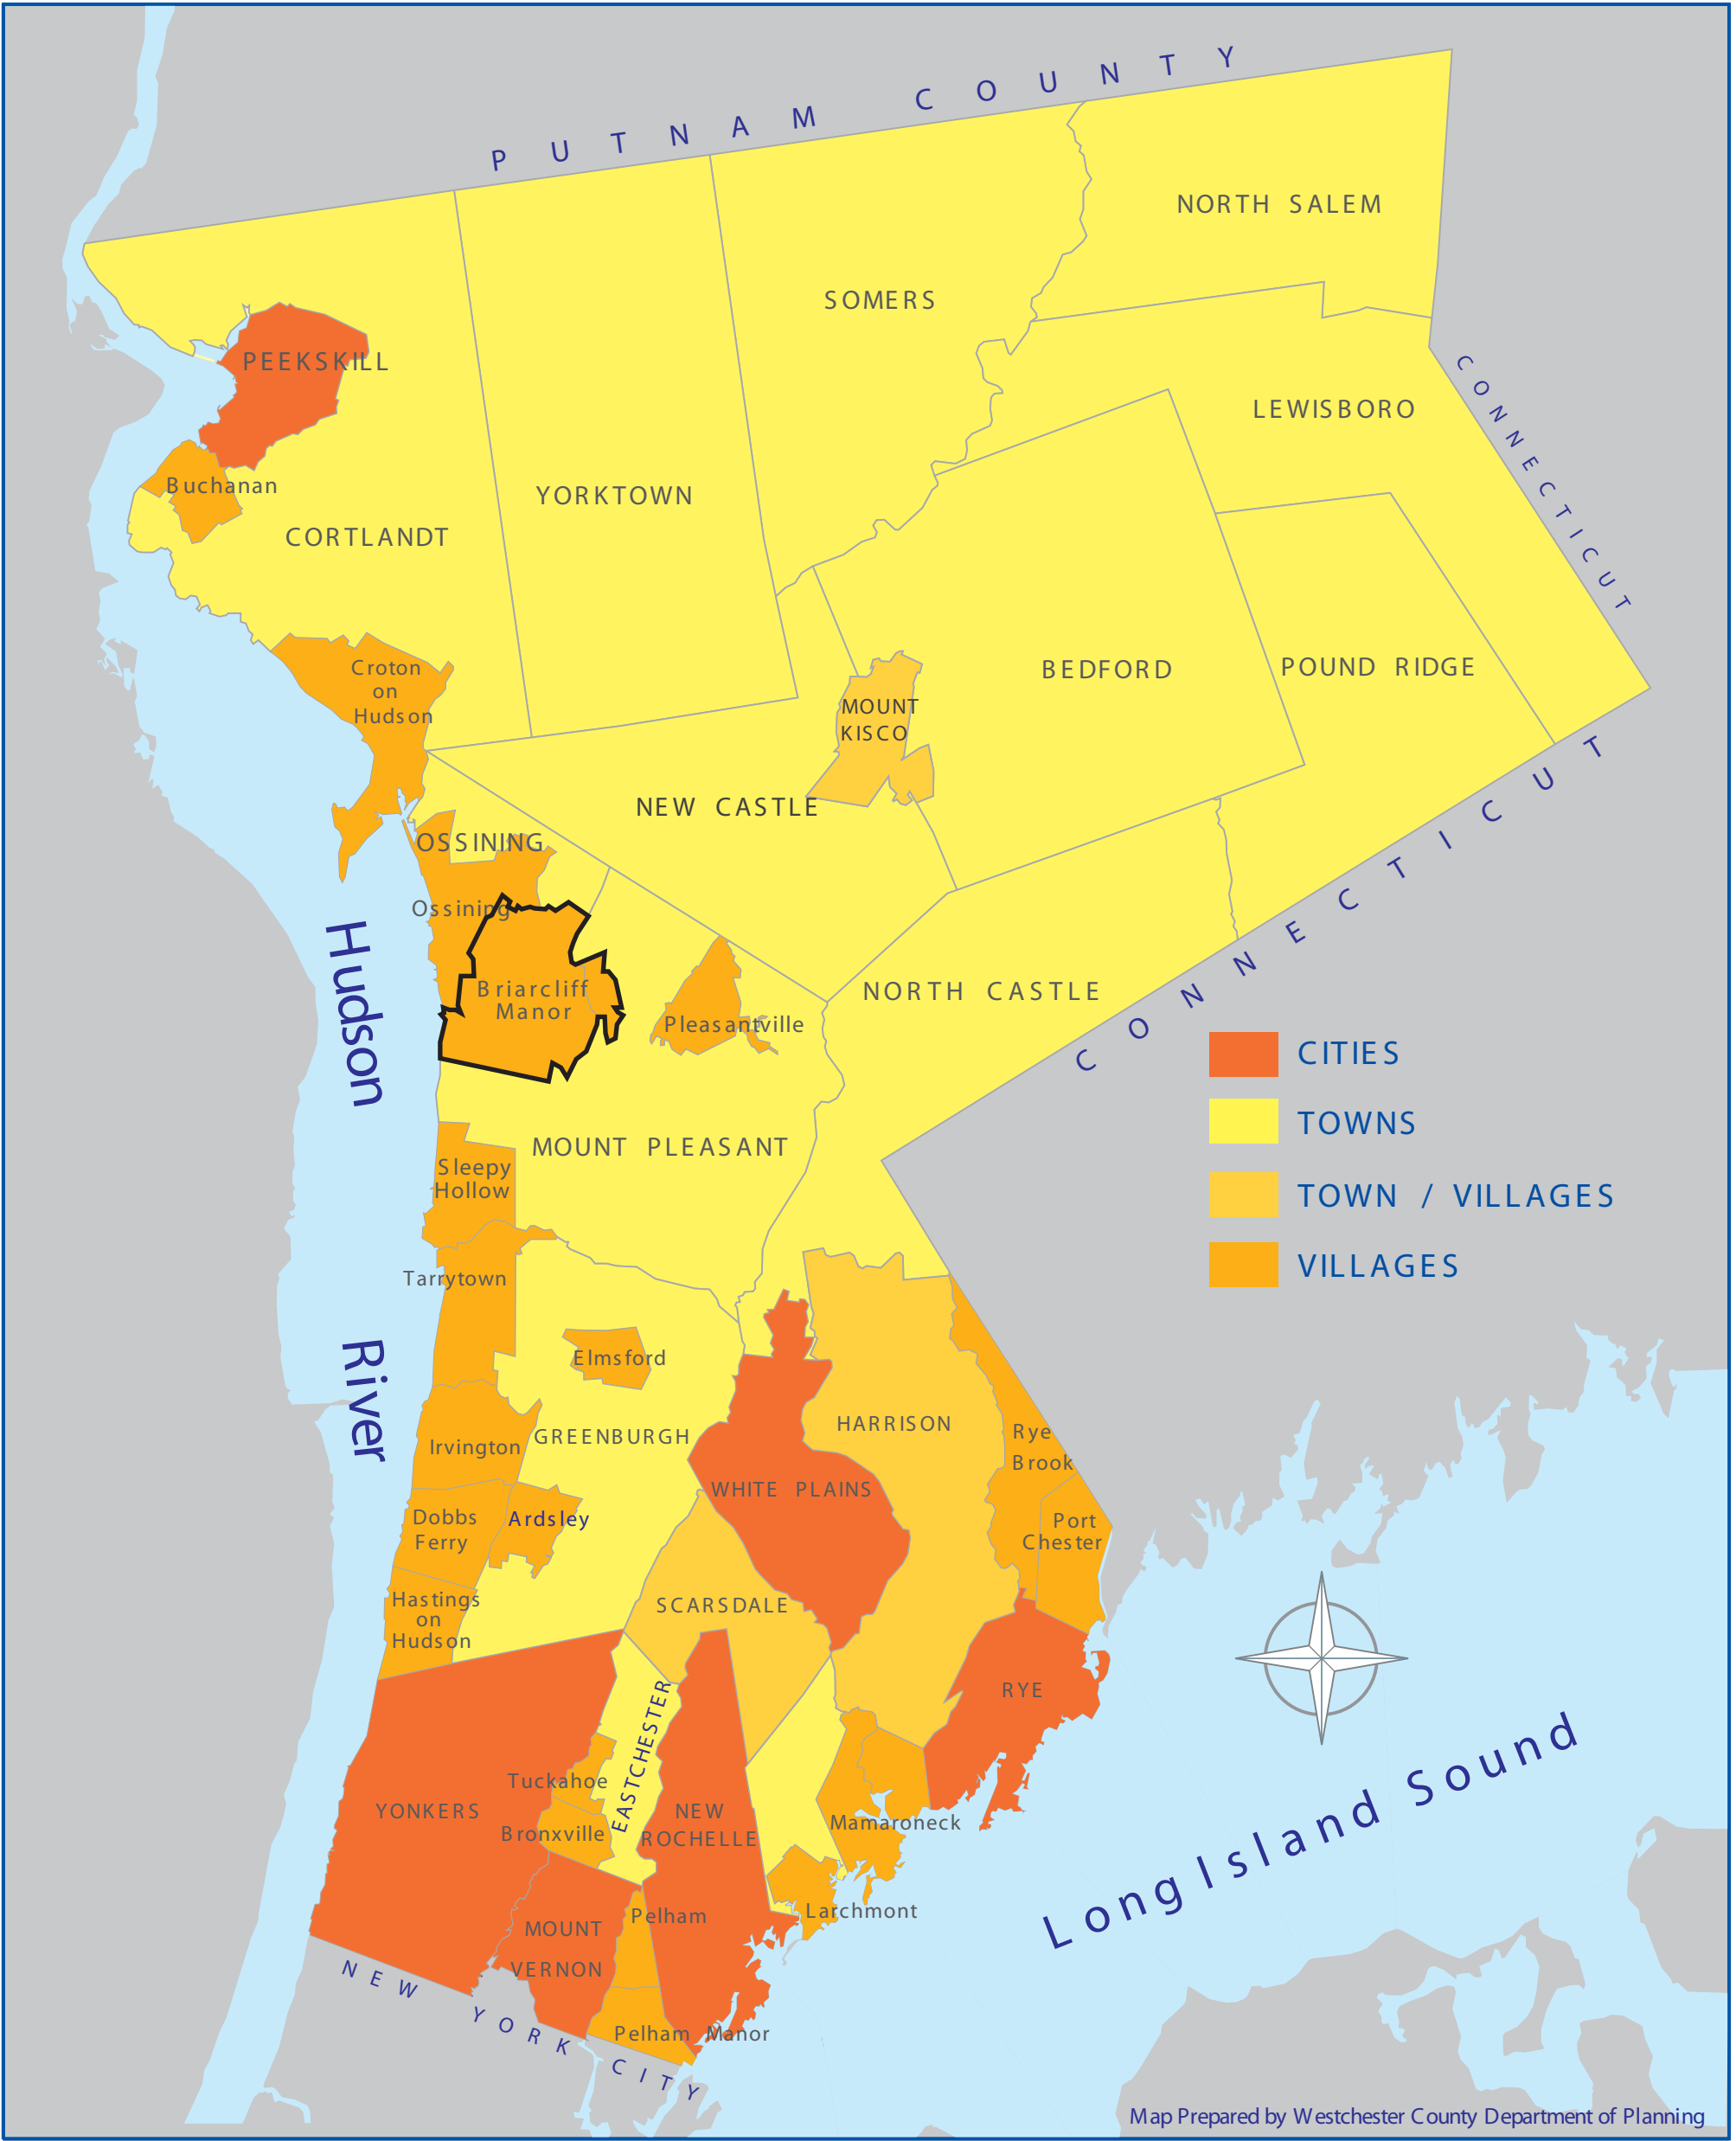 PUTNAM COUNTY
NORTH SALEM
SOMERS
PEEKSKILL
CONNECTICUT
LEWISBORO
Buchanan
YORKTOWN
CORTLANDT
Croton
on
Hudson
BEDFORD
POUND RIDGE
MOUNT
KISCO
NEW CASTLE
CONNECTICUT
OSSINING
Ossining
Hudson
River
Briarcliff
Manor
Pleasantville
NORTH CASTLE
CITIES
TOWNS
TOWN / VILLAGES
VILLAGES
MOUNT PLEASANT
Sleepy
Hollow
Tarrytown
Elmsford
GREENBURGH
HARRISON
Rye
Brook
Irvington
WHITE PLAINS
Dobbs
Ferry
Ardsley
Port
Chester
Hastings
on
Hudson
SCARSDALE
RYE
EASTCHESTER
Tuckahoe
YONKERS
Bronxville
NEW
ROCHELLE
Mamaroneck
Long Island Sound
Larchmont
Pelham
MOUNT
VERNON
Pelham Manor
NEW YORK CITY
Map Prepared by Westchester County Department of Planning